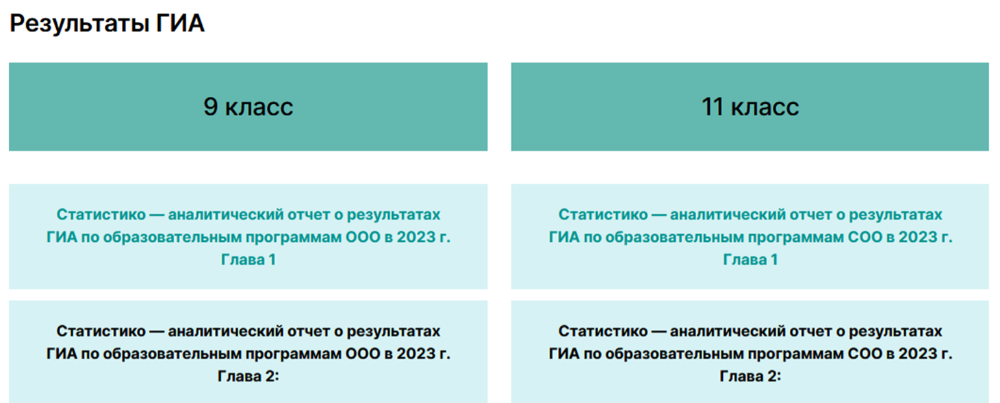 Результаты ГИА
9 класс
11 класс
Статистико — аналитический отчет о результатах
ГИА по образовательным программам ООО в 2023 г.
Глава 1
Статистико — аналитический отчет о результатах
ГИА по образовательным программам СОО в 2023 г.
Глава 1
Статистико — аналитический отчет о результатах
ГИА по образовательным программам ООО в 2023 г.
Глава 2:
Статистико — аналитический отчет о результатах
ГИА по образовательным программам СОО в 2023 г.
Глава 2: